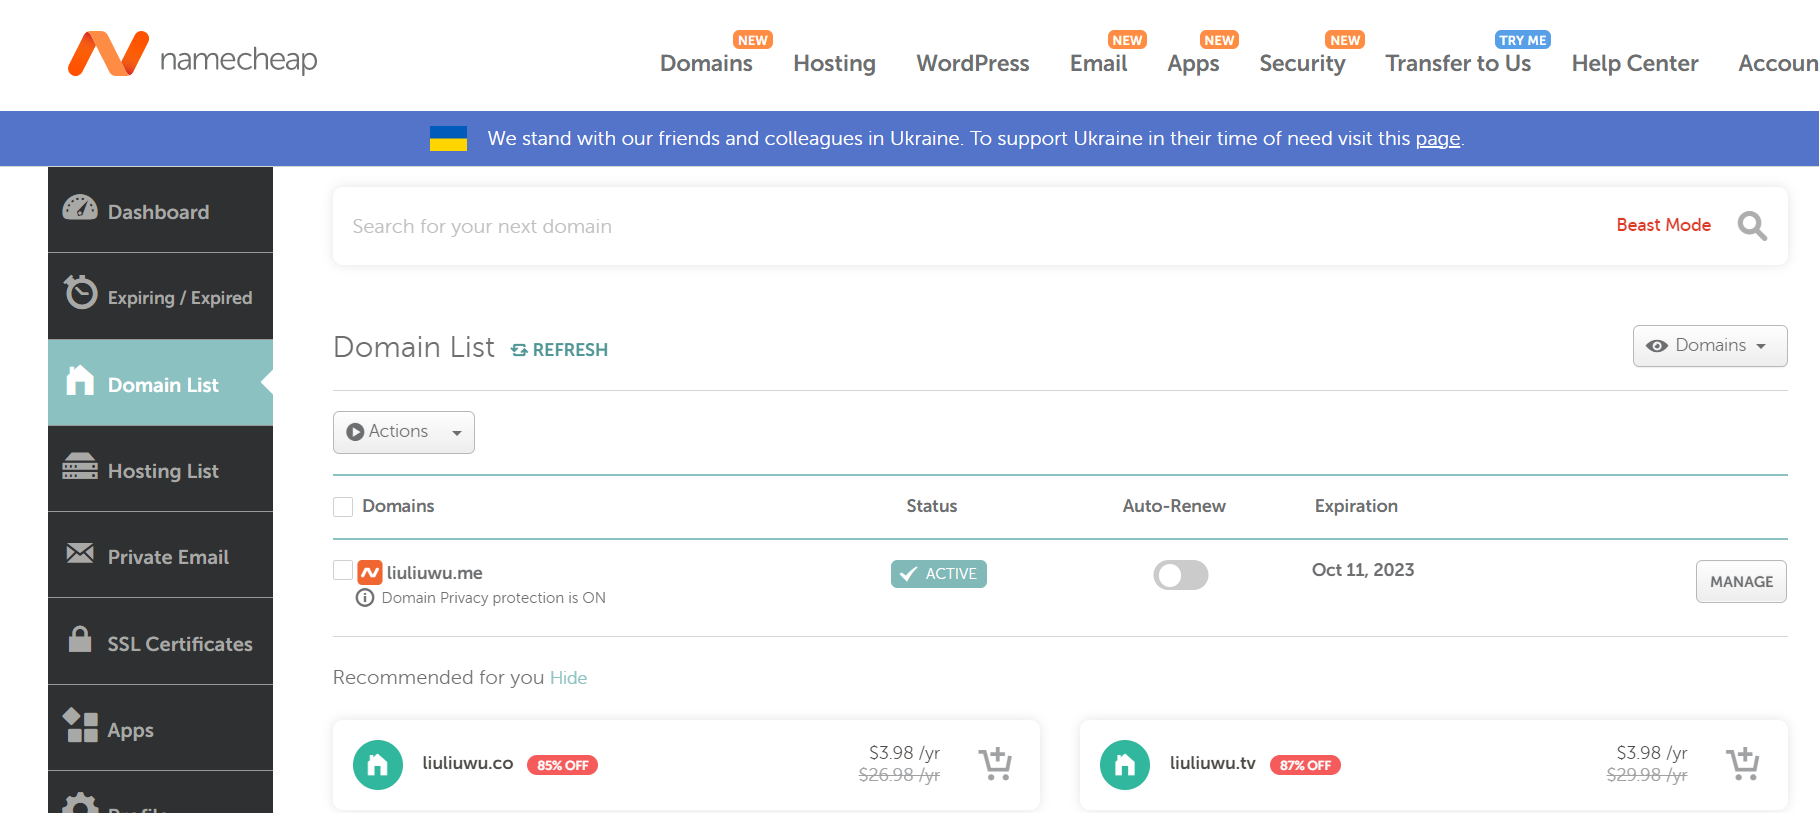 namecheap
NEW NEW NEW NEW TRY ME
Domains Hosting WordPress Email Apps Security Transfer to Us Help Center Accoun
We stand with our friends and colleagues in Ukraine. To support Ukraine in their time of need visit this page.
Dashboard
Expiring / Expired
Domain List
Hosting List
Private Email
SSL Certificates
Apps
Search for your next domain Beast Mode
Domain List REFRESH Domains
Actions
Domains Status Auto-Renew Expiration
liuliuwu.me ACTIVE Oct 11, 2023 MANAGE
Domain Privacy protection is ON
Recommended for you Hide
liuliuwu.co 85% OFF $3.98 /yr
$26.98 /yr
liuliuwu.tv 87% OFF $3.98 /yr
$29.98 /yr